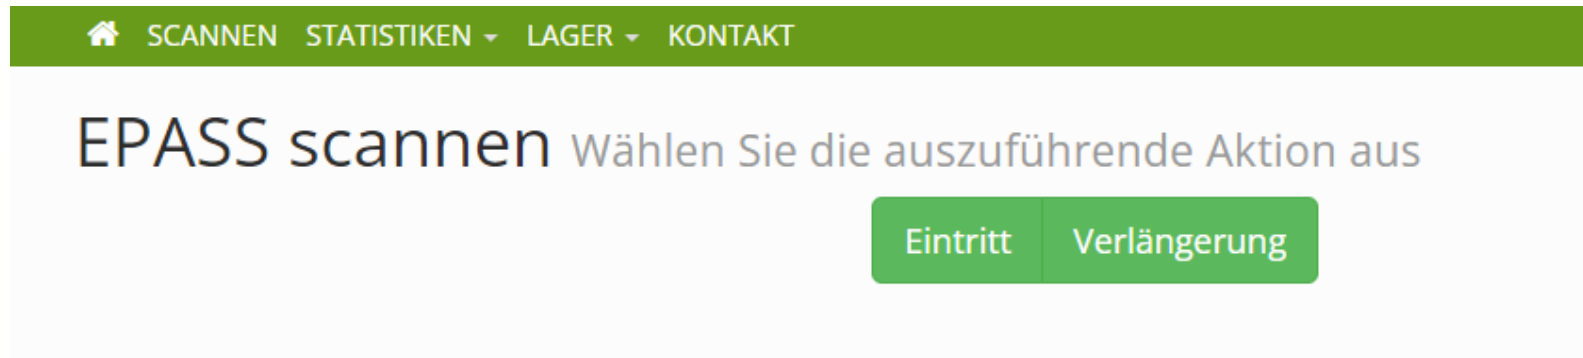 SCANNEN STATISTIKEN LAGER KONTAKT
EPASS scannen Wählen Sie die auszuführende Aktion aus
Eintritt Verlängerung